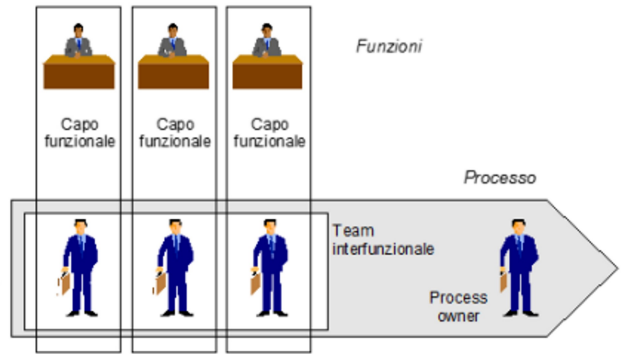 Funzioni
Capo
funzionale
Capo
funzionale
Capo
funzionale
Processo
Team
interfunzionale
Process
owner